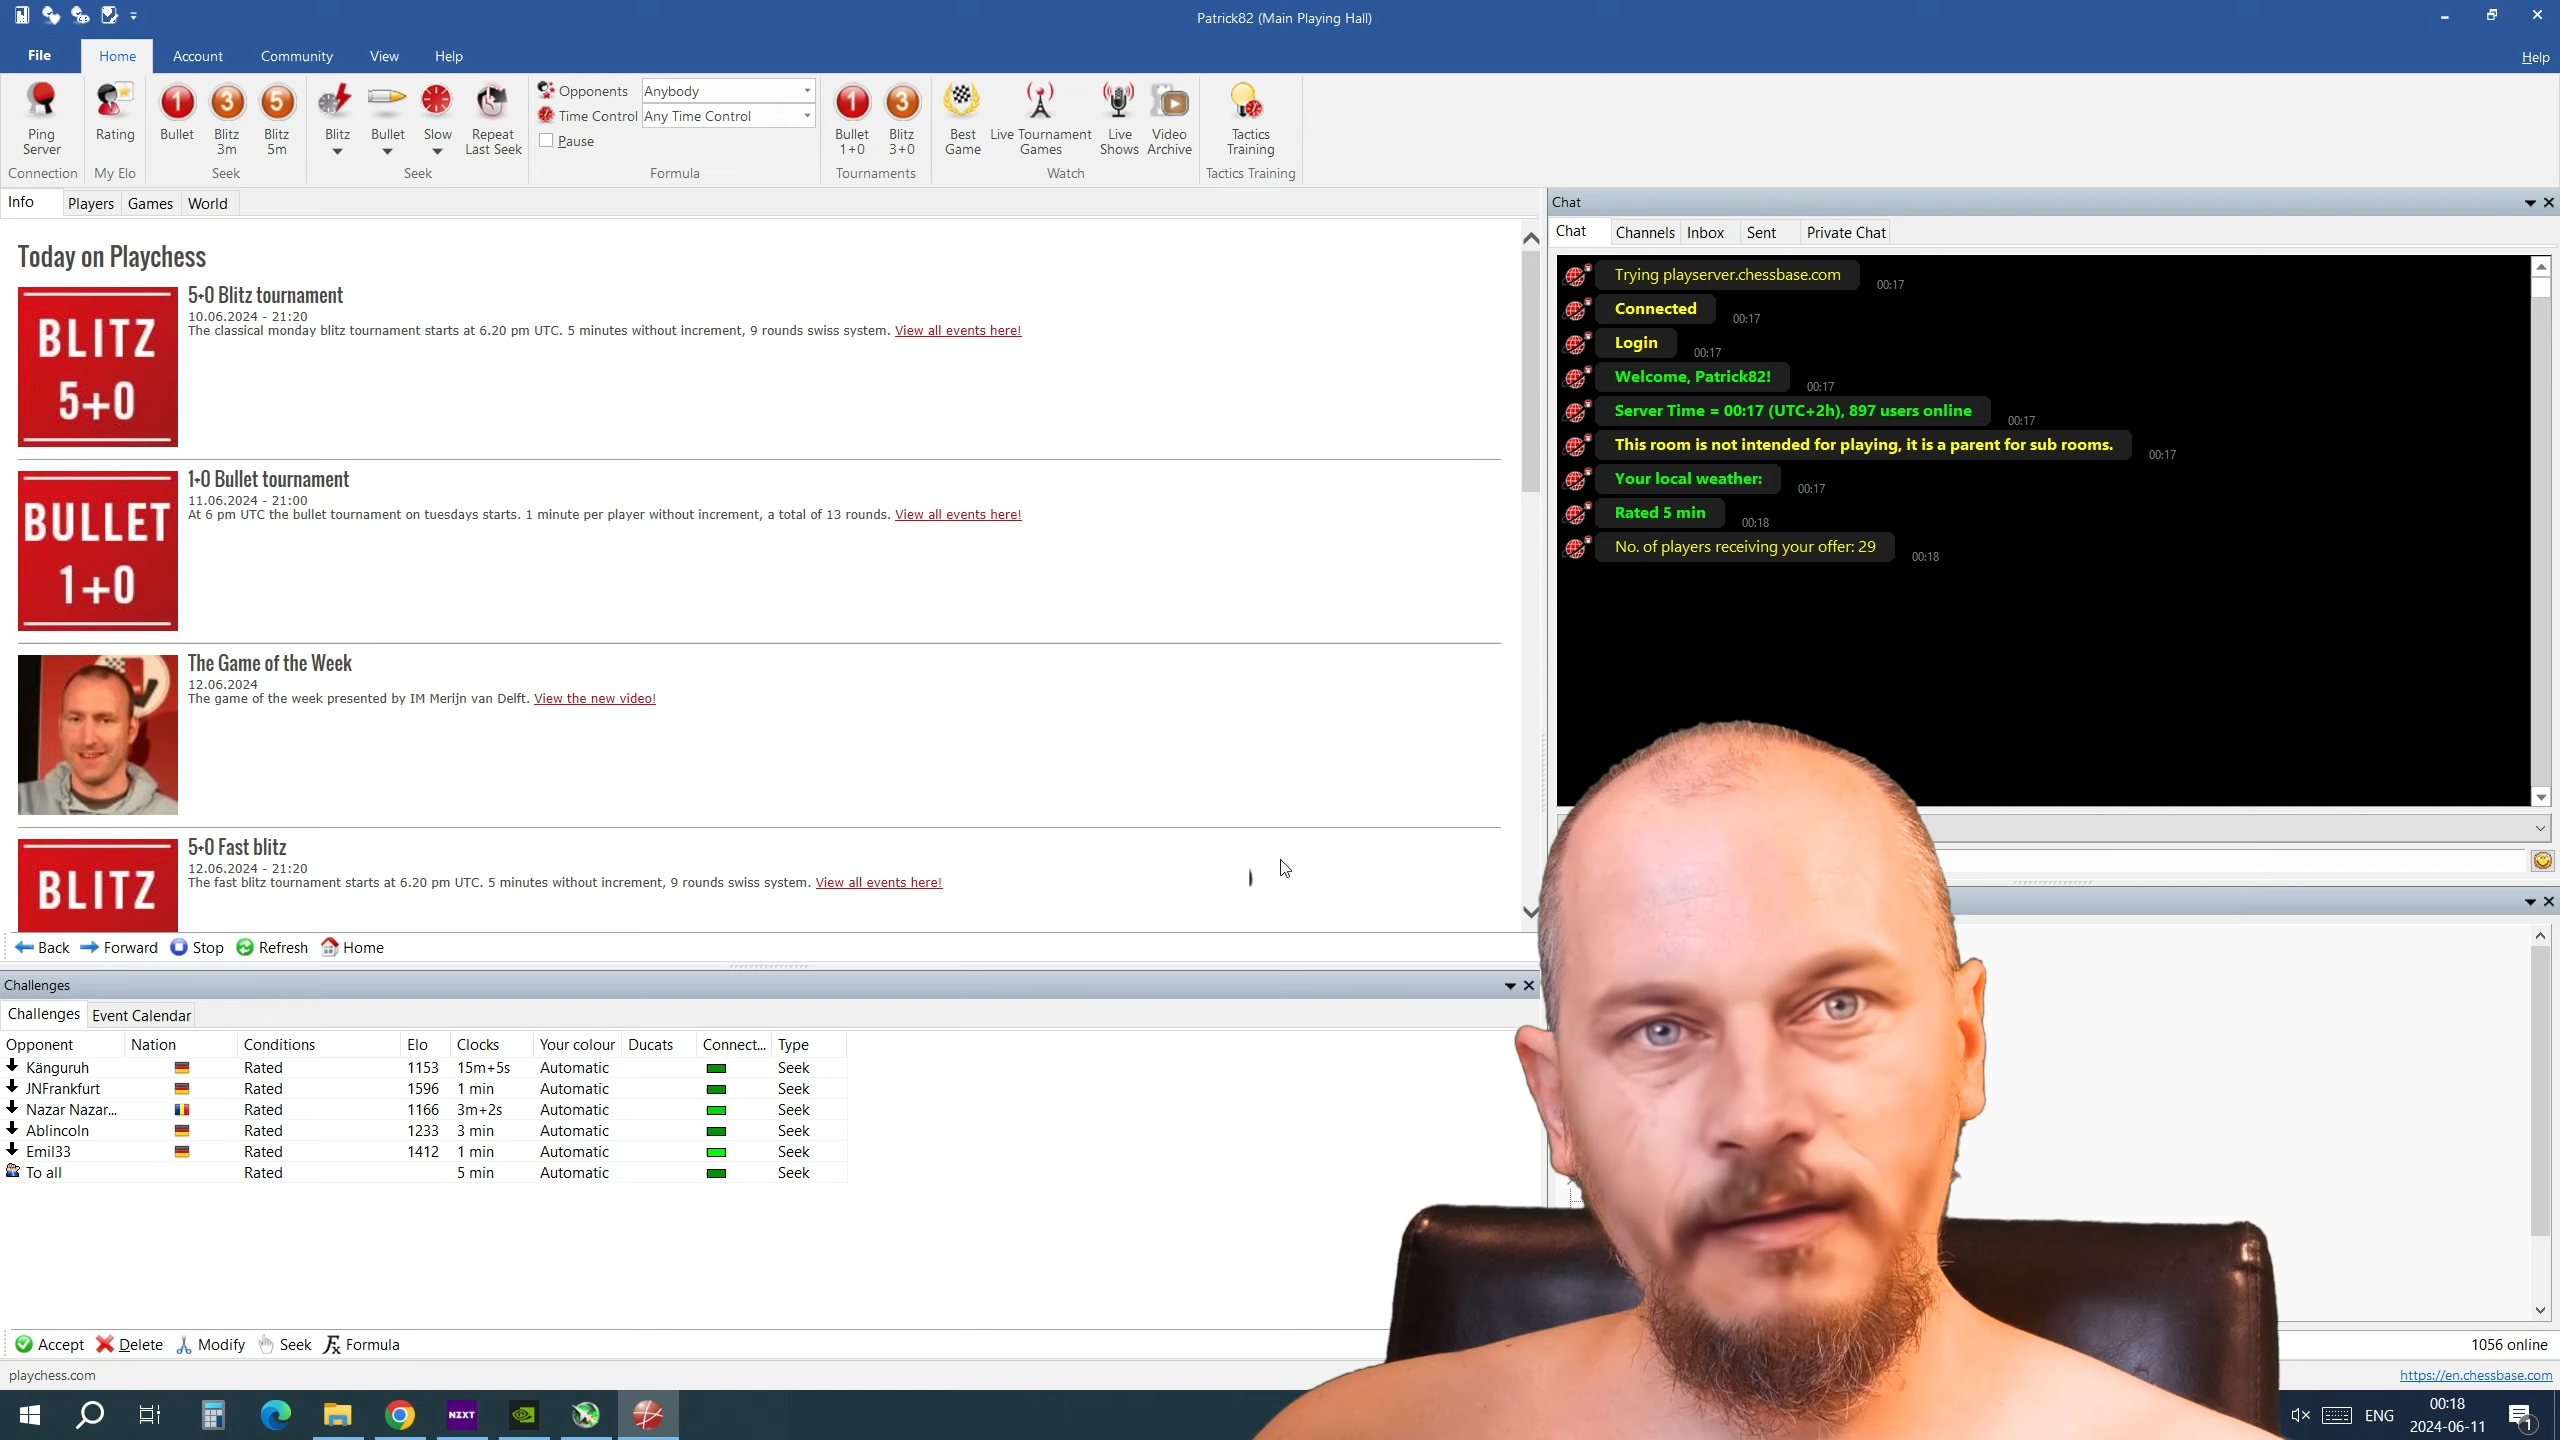 Patrick82 (Main Playing Hall)
File
Home
Account
Community
View
Help
Help
Ping Server
Connection
Rating
My Elo
1
Bullet
3
Blitz 3m
5
Blitz 5m
Seek
Blitz
Bullet
Slow
Repeat Last Seek
Seek
Opponents
Anybody
Time Control
Any Time Control
Pause
Formula
1
Bullet 1+0
3
Blitz 3+0
Tournaments
Best Game
Live Tournament Games
Live Shows
Video Archive
Watch
Tactics Training
Tactics Training
Info
Players
Games
World
Today on Playchess
BLITZ
5+0
5+0 Blitz tournament
10.06.2024 - 21:20
The classical monday blitz tournament starts at 6.20 pm UTC. 5 minutes without increment, 9 rounds swiss system. View all events here!
BULLET
1+0
1+0 Bullet tournament
11.06.2024 - 21:00
At 6 pm UTC the bullet tournament on tuesdays starts. 1 minute per player without increment, a total of 13 rounds. View all events here!
The Game of the Week
12.06.2024
The game of the week presented by IM Merijn van Delft. View the new video!
BLITZ
5+0 Fast blitz
12.06.2024 - 21:20
The fast blitz tournament starts at 6.20 pm UTC. 5 minutes without increment, 9 rounds swiss system. View all events here!
Back
Forward
Stop
Refresh
Home
Chat
Chat
Channels
Inbox
Sent
Private Chat
Trying playserver.chessbase.com 00:17
Connected 00:17
Login 00:17
Welcome, Patrick82! 00:17
Server Time = 00:17 (UTC+2h), 897 users online 00:17
This room is not intended for playing, it is a parent for sub rooms. 00:17
Your local weather: 00:17
Rated 5 min 00:18
No. of players receiving your offer: 29 00:18
Challenges
Challenges
Event Calendar
Opponent Nation Conditions Elo Clocks Your colour Ducats Connect... Type
Känguruh Rated 1153 15m+5s Automatic Seek
JNFrankfurt Rated 1596 1 min Automatic Seek
Nazar Nazar... Rated 1166 3m+2s Automatic Seek
Ablincoln Rated 1233 3 min Automatic Seek
Emil33 Rated 1412 1 min Automatic Seek
To all Rated 5 min Automatic Seek
Accept
Delete
Modify
Seek
Formula
1056 online
playchess.com
https://en.chessbase.com
NZXT
ENG
00:18
2024-06-11
1